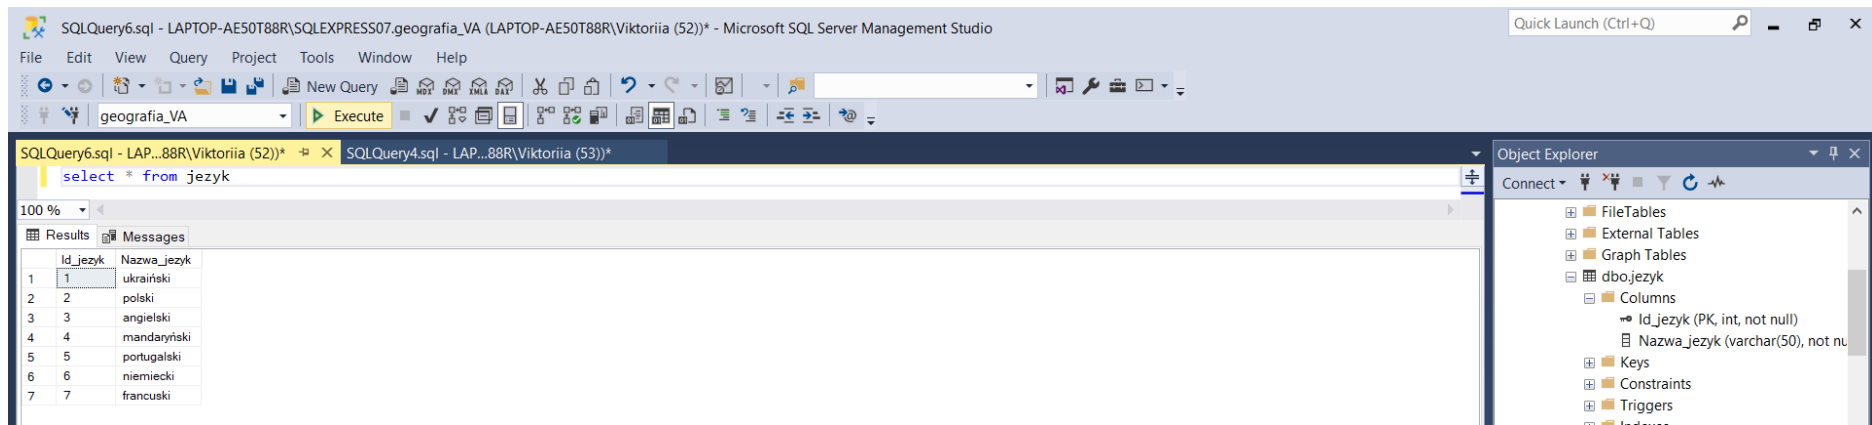 SQLQuery6.sql - LAPTOP-AE50T88R\SQLEXPRESS07.geografia_VA (LAPTOP-AE50T88R\Viktoriia (52))* - Microsoft SQL Server Management Studio
Quick Launch (Ctrl+Q)
File Edit View Query Project Tools Window Help
New Query MDX DMX XMLA DAX
geografia_VA Execute
SQLQuery6.sql - LAP...88R\Viktoriia (52))* SQLQuery4.sql - LAP...88R\Viktoriia (53))*
select * from jezyk
100 %
Results Messages
Id_jezyk Nazwa_jezyk
1 1 ukraiński
2 2 polski
3 3 angielski
4 4 mandaryński
5 5 portugalski
6 6 niemiecki
7 7 francuski
Object Explorer
Connect
FileTables
External Tables
Graph Tables
dbo.jezyk
Columns
Id_jezyk (PK, int, not null)
Nazwa_jezyk (varchar(50), not nu
Keys
Constraints
Triggers
Indexes